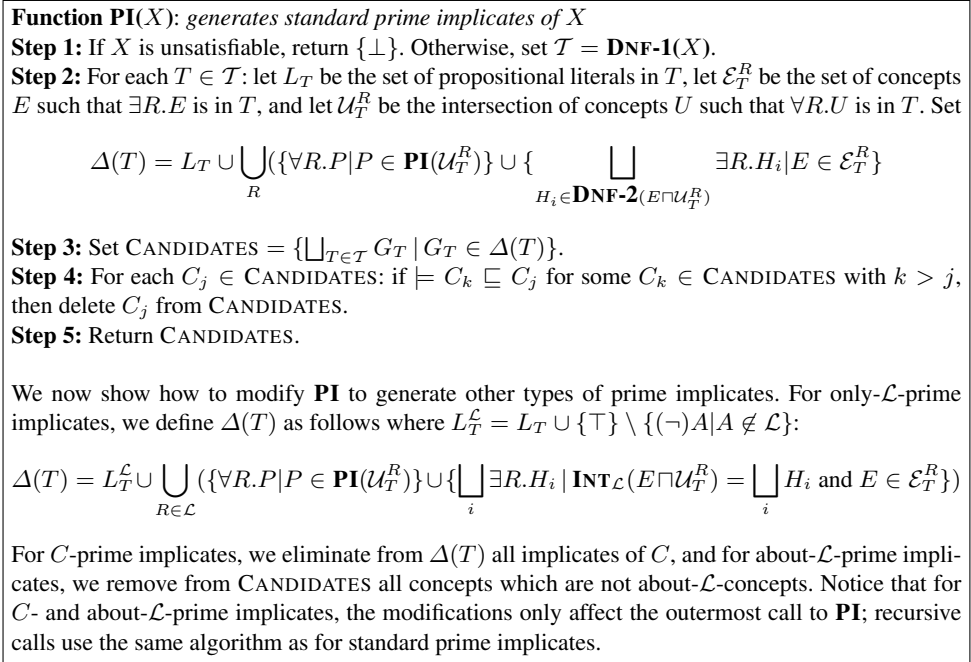 Function PI(X): generates standard prime implicates of X
Step 1: If X is unsatisfiable, return {⊥}. Otherwise, set 𝒯 = DNF-1(X).
Step 2: For each T ∈ 𝒯: let L_T be the set of propositional literals in T, let ℰ_T^R be the set of concepts
E such that ∃R.E is in T, and let 𝒰_T^R be the intersection of concepts U such that ∀R.U is in T. Set
Δ(T) = L_T ∪ ⋃_R ({∀R.P|P ∈ PI(𝒰_T^R)} ∪ { ⨆_{H_i∈DNF-2(E⊓𝒰_T^R)} ∃R.H_i|E ∈ ℰ_T^R}
Step 3: Set CANDIDATES = {⨆_{T∈𝒯} G_T | G_T ∈ Δ(T)}.
Step 4: For each C_j ∈ CANDIDATES: if ⊨ C_k ⊑ C_j for some C_k ∈ CANDIDATES with k > j,
then delete C_j from CANDIDATES.
Step 5: Return CANDIDATES.
We now show how to modify PI to generate other types of prime implicates. For only-ℒ-prime
implicates, we define Δ(T) as follows where L_T^ℒ = L_T ∪ {⊤} \ {(¬)A|A ∉ ℒ}:
Δ(T) = L_T^ℒ ∪ ⋃_{R∈ℒ} ({∀R.P|P ∈ PI(𝒰_T^R)} ∪ {⨆_i ∃R.H_i | INT_ℒ(E⊓𝒰_T^R) = ⨆_i H_i and E ∈ ℰ_T^R})
For C-prime implicates, we eliminate from Δ(T) all implicates of C, and for about-ℒ-prime impli-
cates, we remove from CANDIDATES all concepts which are not about-ℒ-concepts. Notice that for
C- and about-ℒ-prime implicates, the modifications only affect the outermost call to PI; recursive
calls use the same algorithm as for standard prime implicates.